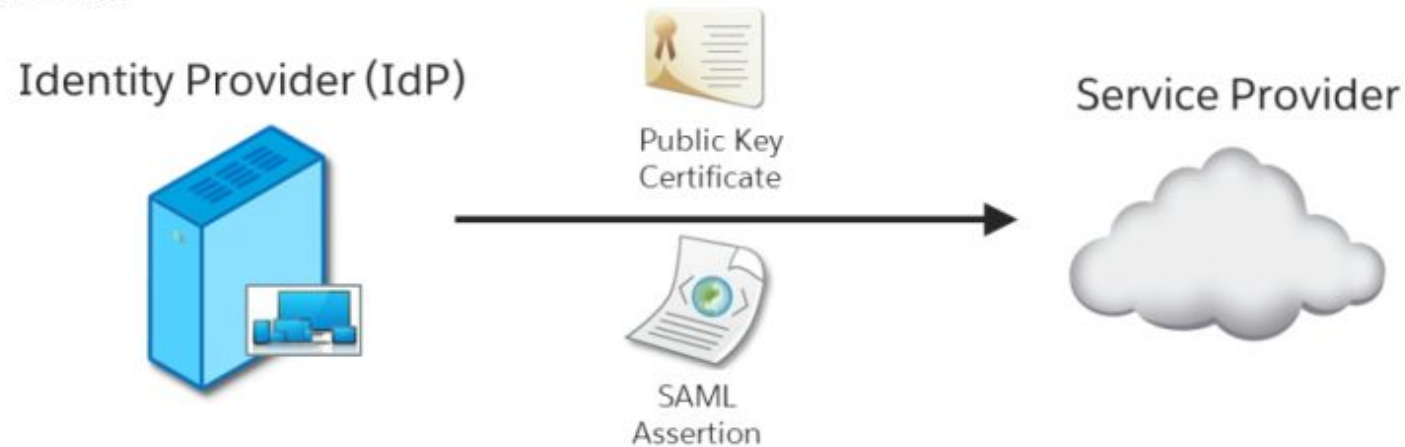 Identity Provider (IdP)
Public Key
Certificate
Service Provider
SAML
Assertion